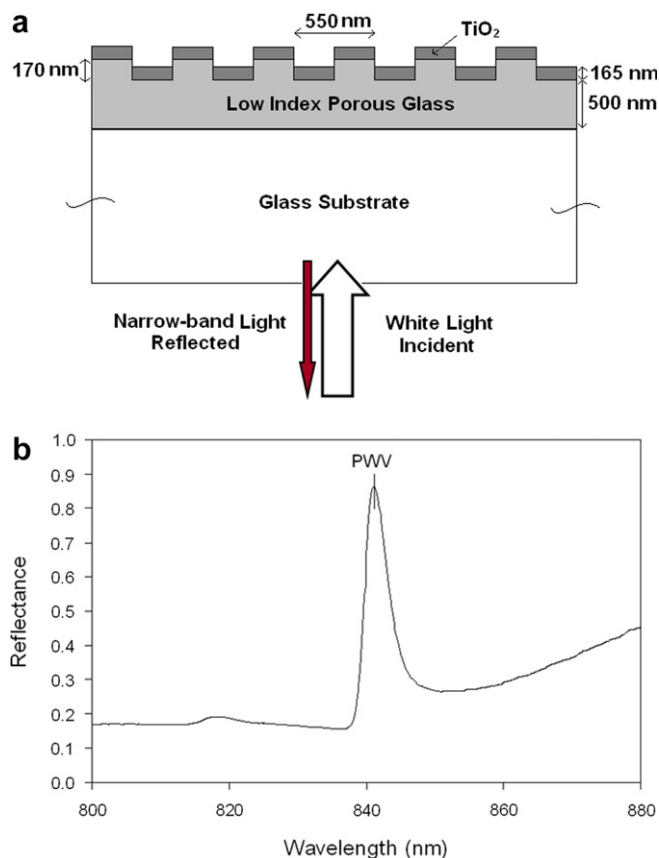 a
550 nm
TiO₂
170 nm
165 nm
500 nm
Low Index Porous Glass
Glass Substrate
Narrow-band Light
Reflected
White Light
Incident
b
PWV
1.0
0.9
0.8
0.7
0.6
0.5
0.4
0.3
0.2
0.1
0.0
Reflectance
800
820
840
860
880
Wavelength (nm)